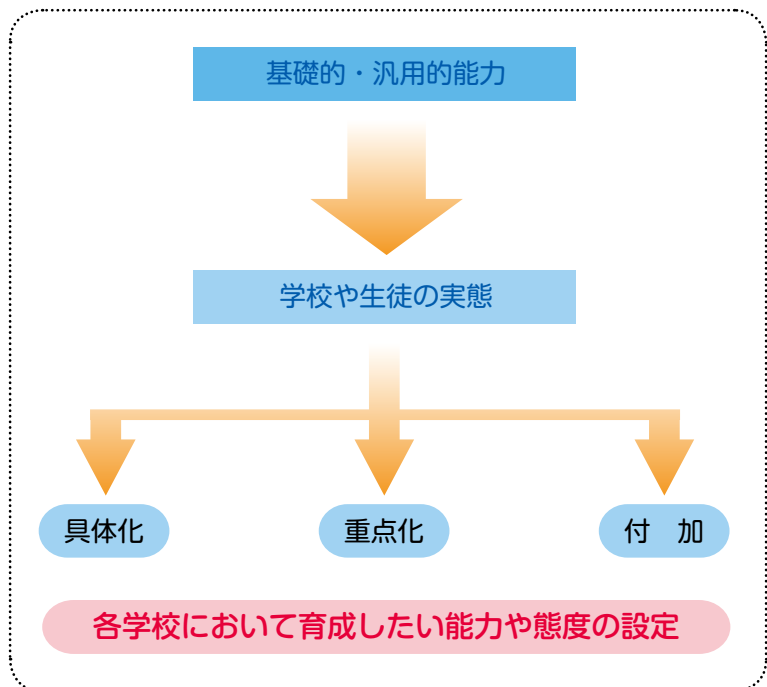 基礎的・汎用的能力
学校や生徒の実態
具体化
重点化
付　加
各学校において育成したい能力や態度の設定